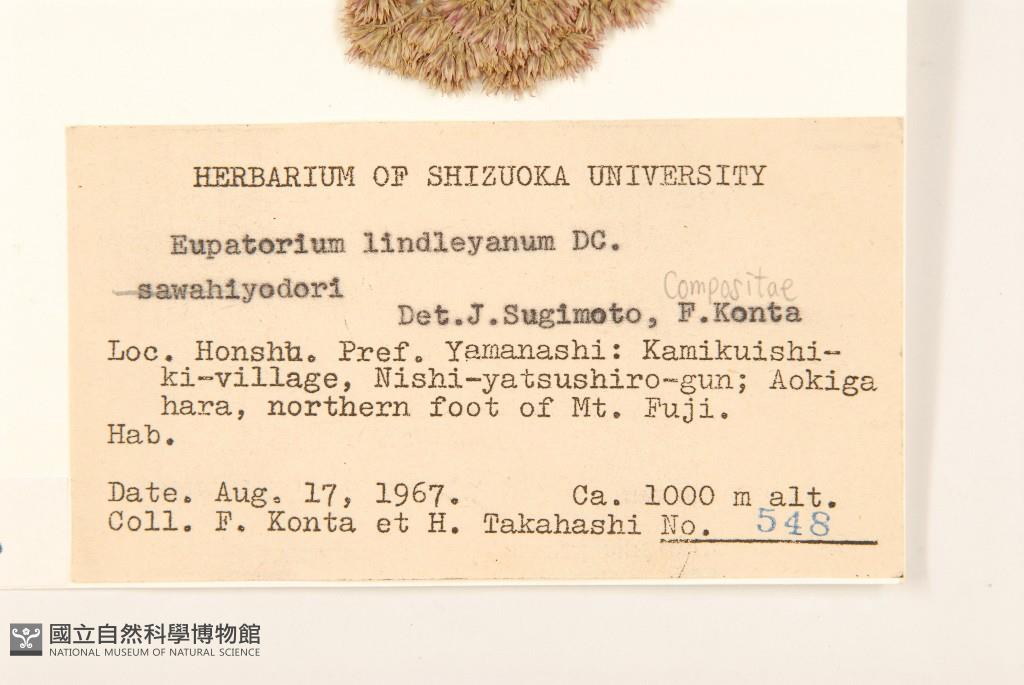 HERBARIUM OF SHIZUOKA UNIVERSITY
Eupatorium lindleyanum DC.
sawahiyodori
Compositae
Det.J.Sugimoto, F.Konta
Loc. Honshu. Pref. Yamanashi: Kamikuishi-
ki-village, Nishi-yatsushiro-gun; Aokiga
hara, northern foot of Mt. Fuji.
Hab.
Date. Aug. 17, 1967. Ca. 1000 m alt.
Coll. F. Konta et H. Takahashi No. 548
國立自然科學博物館
NATIONAL MUSEUM OF NATURAL SCIENCE